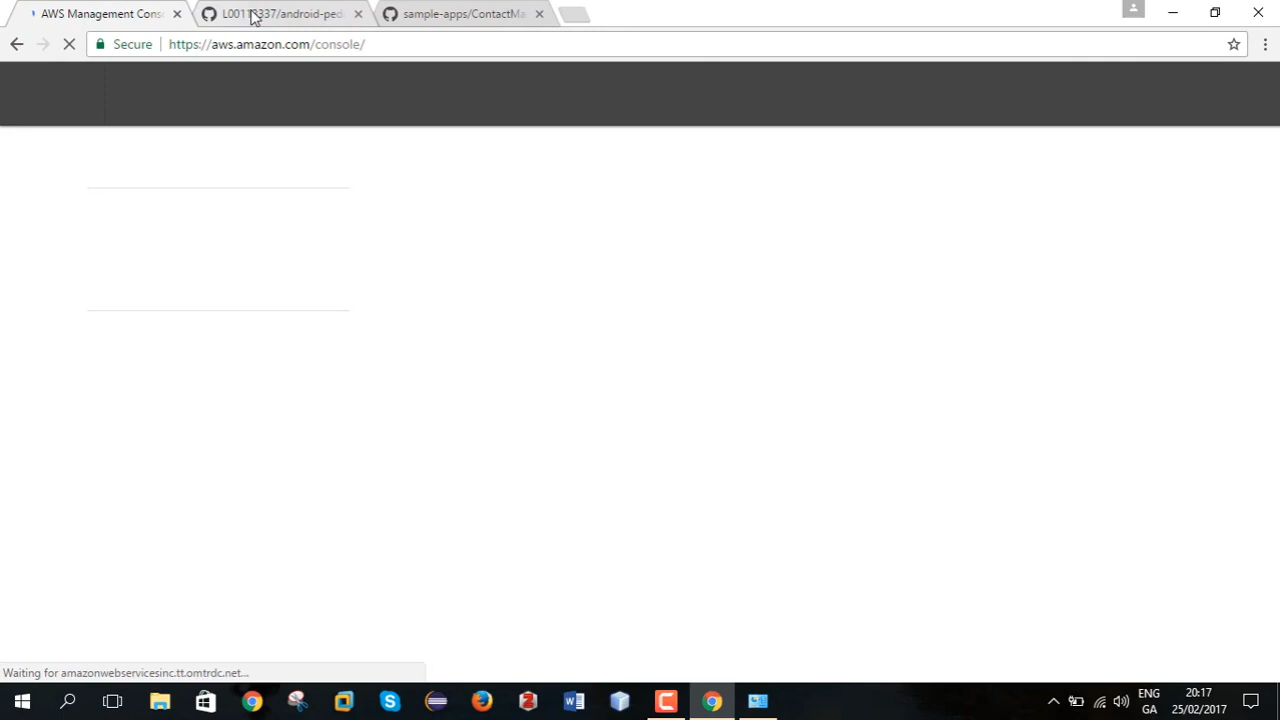 AWS Management Cons
android-ped
sample-apps/ContactMa
Secure
https://aws.amazon.com/console/
Waiting for amazonwebservicesinc.tt.omtrdc.net...
ENG
GA
20:17
25/02/2017